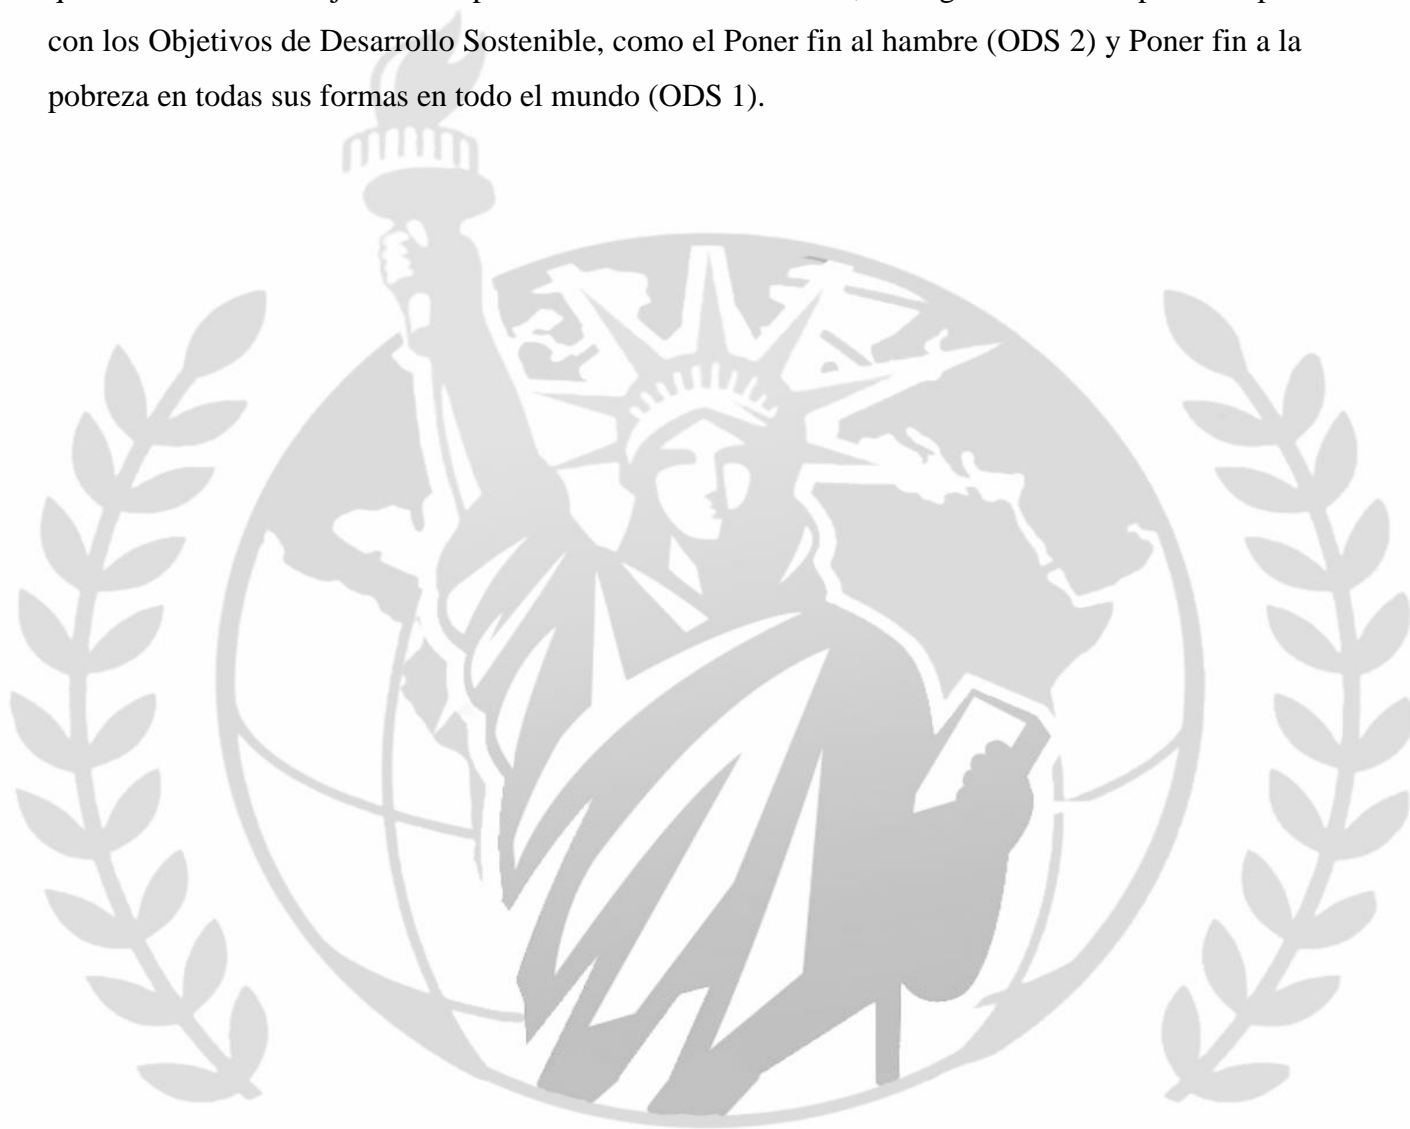 con los Objetivos de Desarrollo Sostenible, como el Poner fin al hambre (ODS 2) y Poner fin a la
pobreza en todas sus formas en todo el mundo (ODS 1).